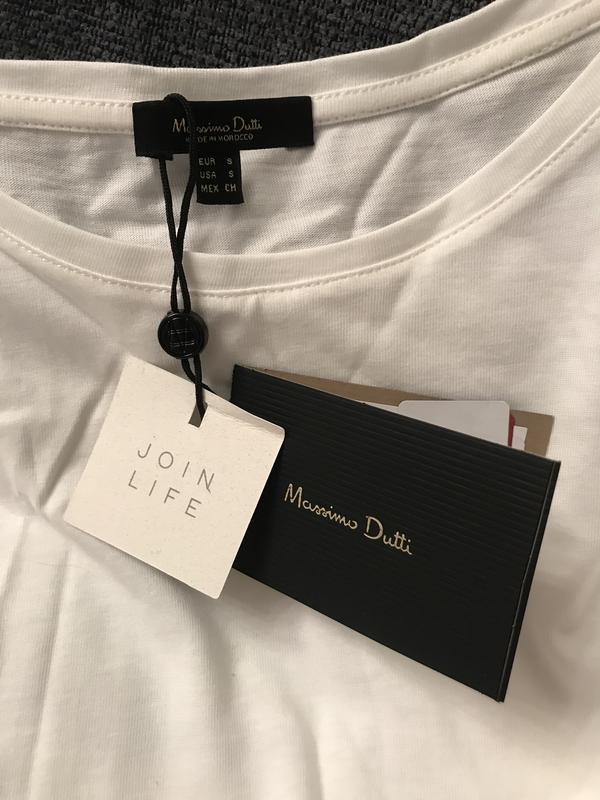 Massimo Dutti
MADE IN MOROCCO
EUR S
USA S
MEX CH
JOIN
LIFE
Massimo Dutti